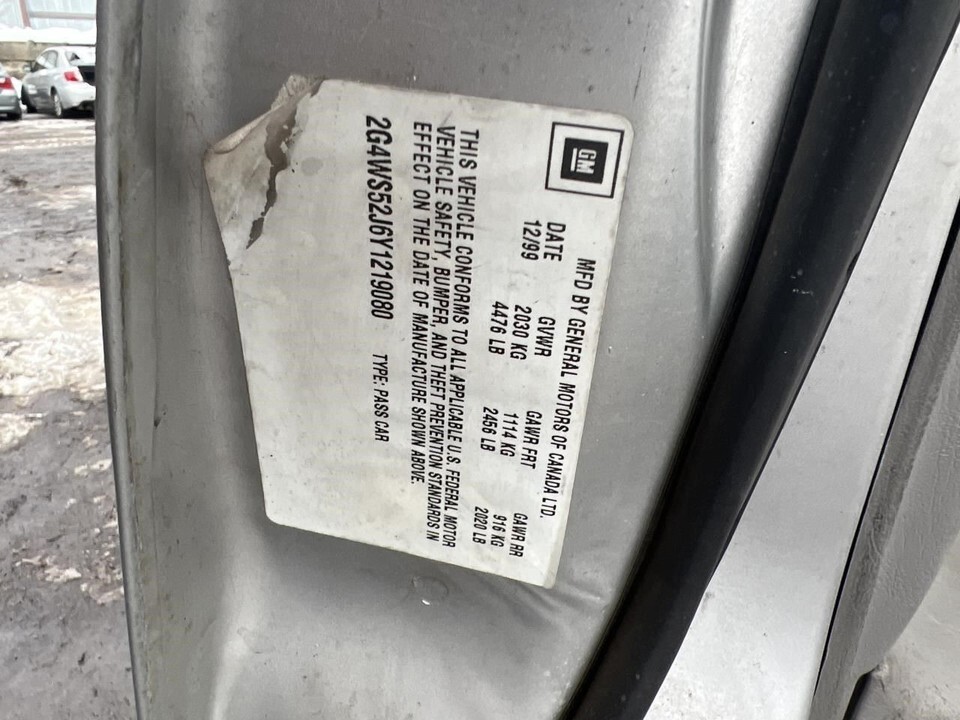 GM
MFD BY GENERAL MOTORS OF CANADA LTD.
DATE GVWR GAWR FRT GAWR RR
12/99 2030 KG 1114 KG 916 KG
4476 LB 2456 LB 2020 LB
THIS VEHICLE CONFORMS TO ALL APPLICABLE U.S. FEDERAL MOTOR
VEHICLE SAFETY, BUMPER, AND THEFT PREVENTION STANDARDS IN
EFFECT ON THE DATE OF MANUFACTURE SHOWN ABOVE.
2G4WS52J6Y1219080 TYPE: PASS CAR